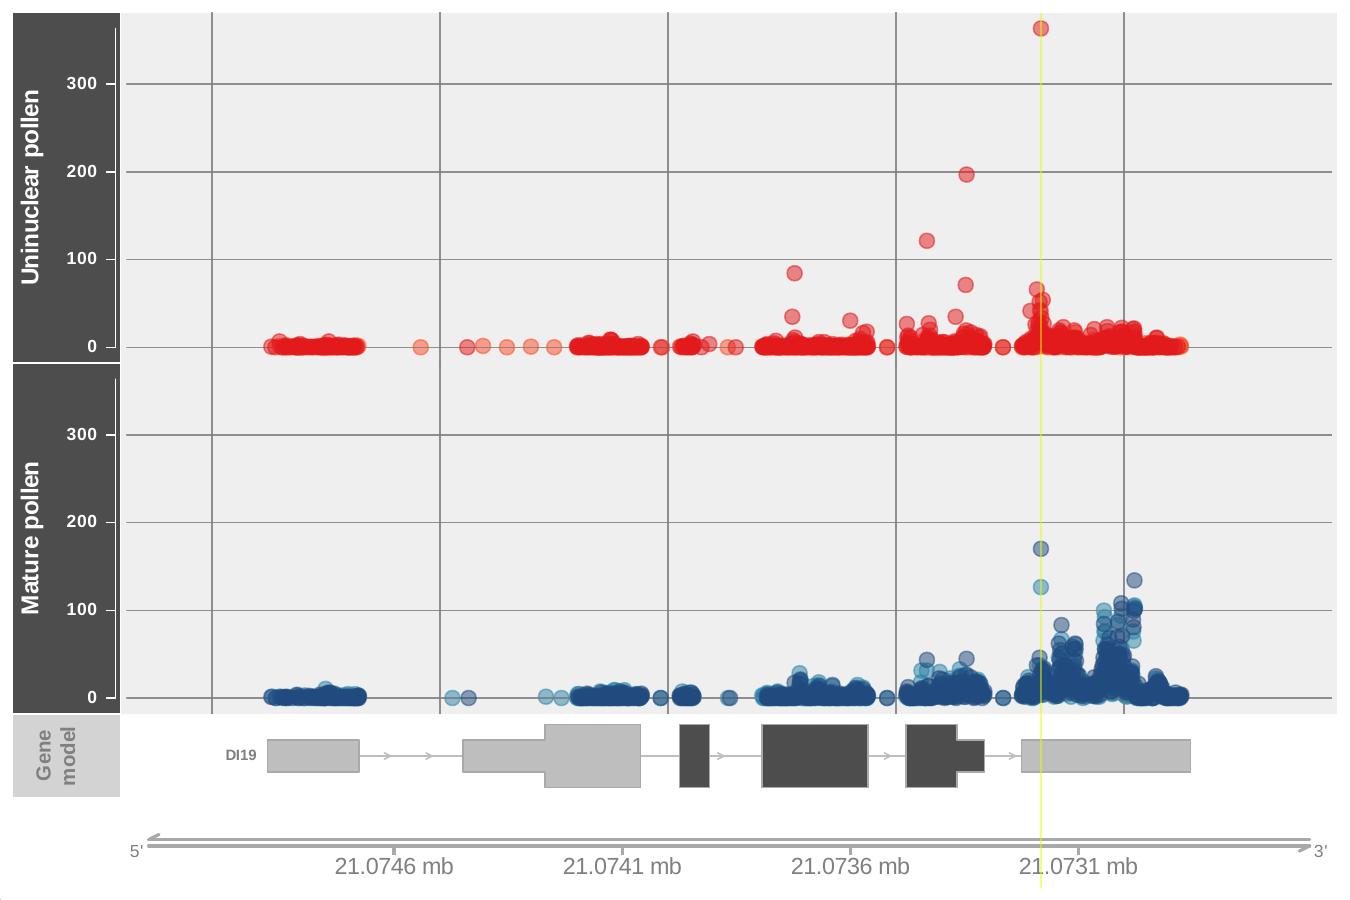 Uninuclear pollen
300
200
100
0
Mature pollen
300
200
100
0
Gene
model
DI19
5'
3'
21.0746 mb
21.0741 mb
21.0736 mb
21.0731 mb